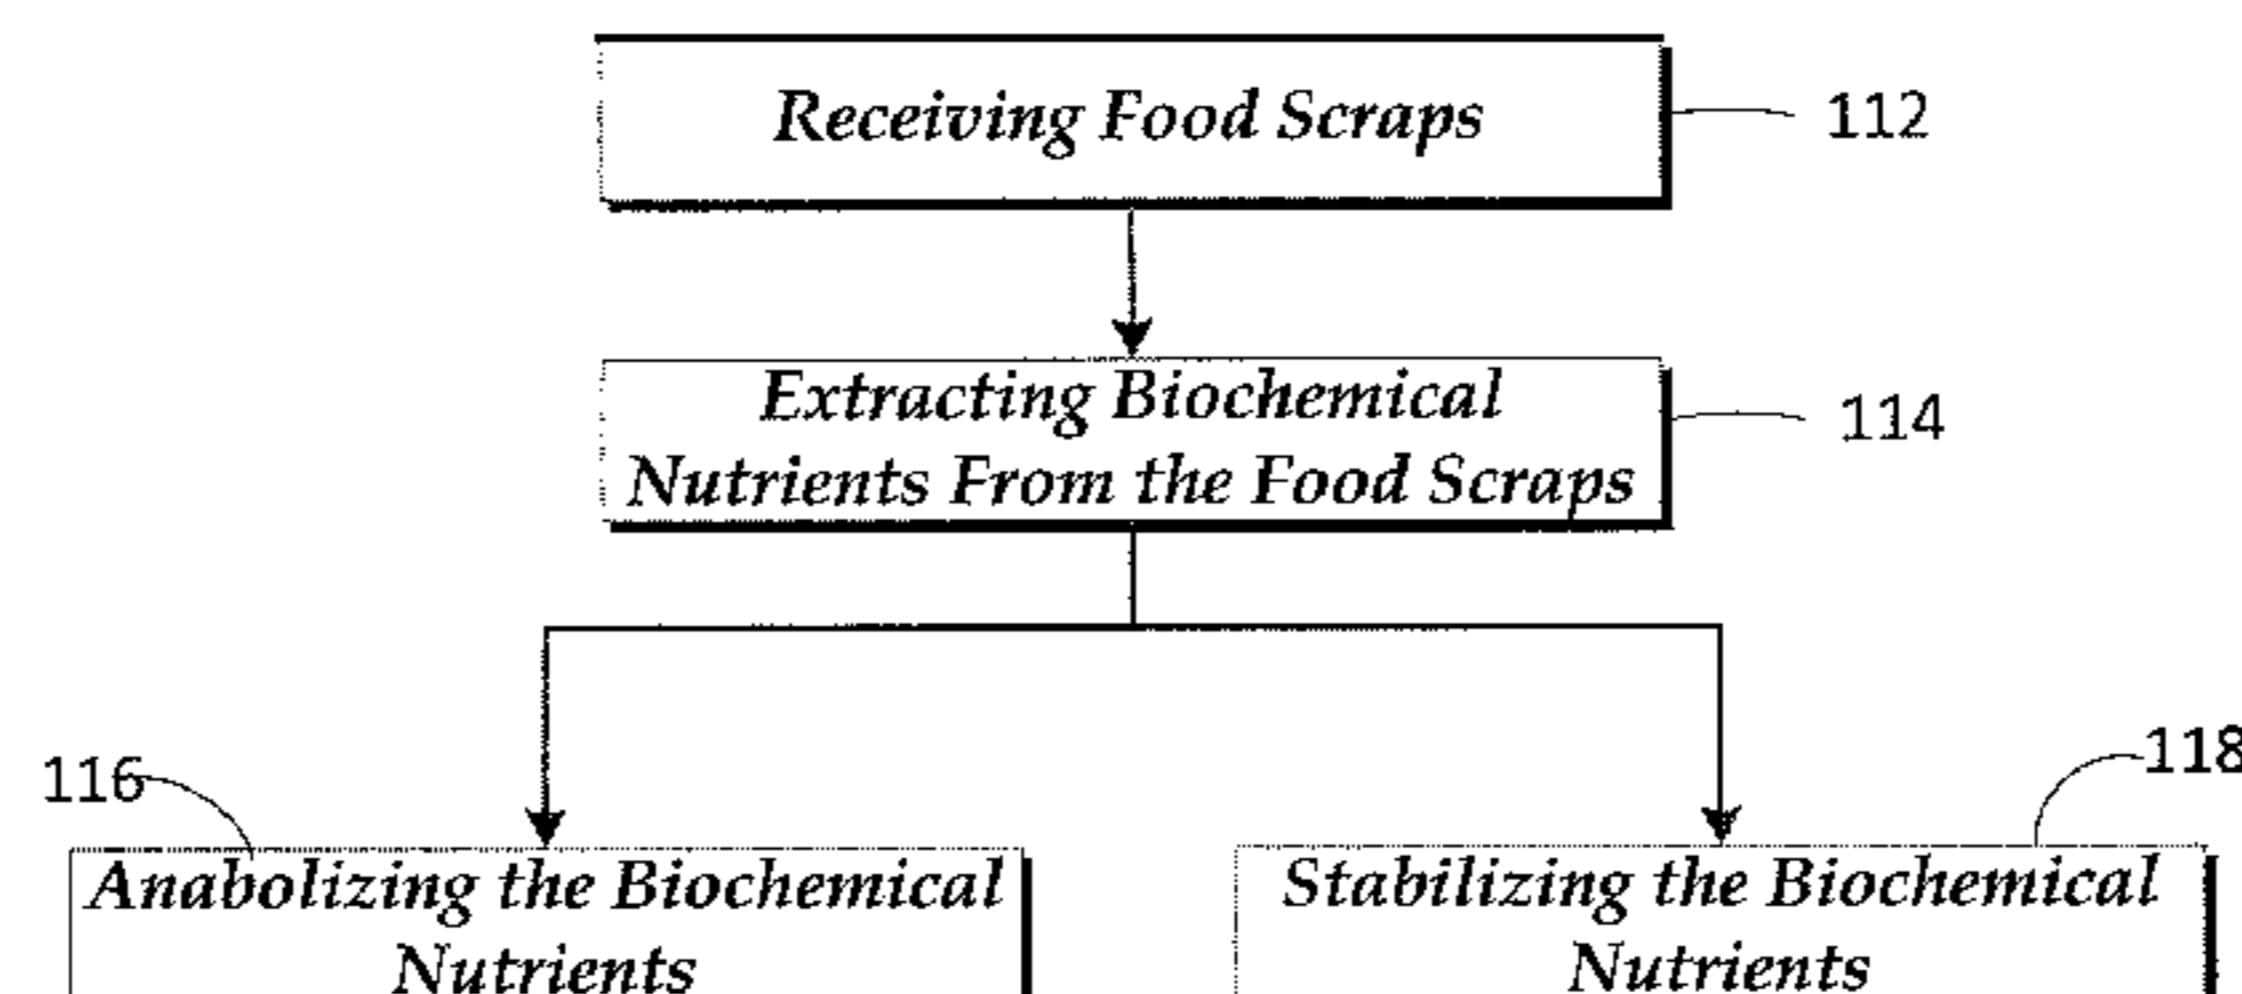 Receiving Food Scraps
112
Extracting Biochemical
Nutrients From the Food Scraps
114
116
118
Anabolizing the Biochemical
Nutrients
Stabilizing the Biochemical
Nutrients